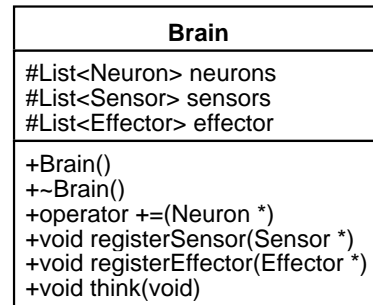 Brain
#List<Neuron> neurons
#List<Sensor> sensors
#List<Effector> effector
+Brain()
+~Brain()
+operator +=(Neuron *)
+void registerSensor(Sensor *)
+void registerEffector(Effector *)
+void think(void)